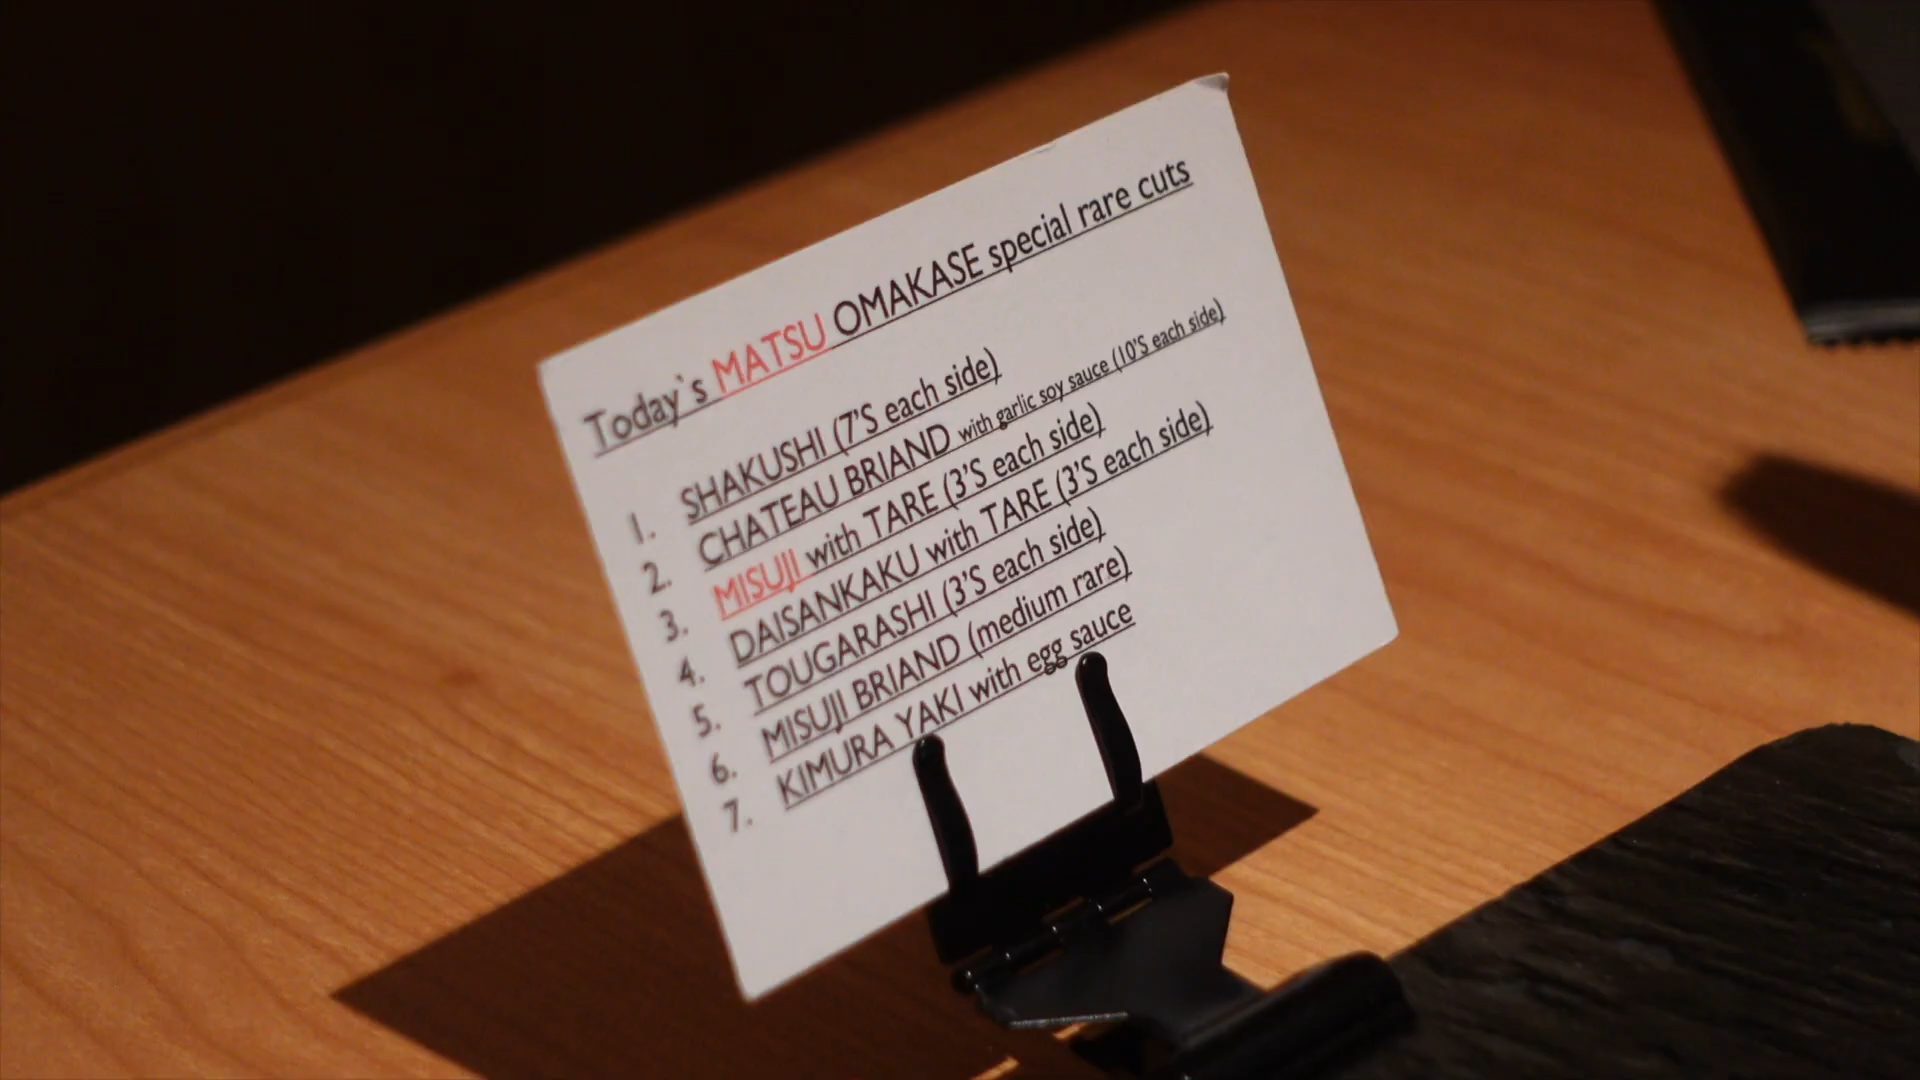 Today's MATSU OMAKASE special rare cuts
1. SHAKUSHI (7'S each side)
2. CHATEAU BRIAND with garlic soy sauce (10'S each side)
3. MISUJI with TARE (3'S each side)
4. DAISANKAKU with TARE (3'S each side)
5. TOUGARASHI (3'S each side)
6. MISUJI BRIAND (medium rare)
7. KIMURA YAKI with egg sauce